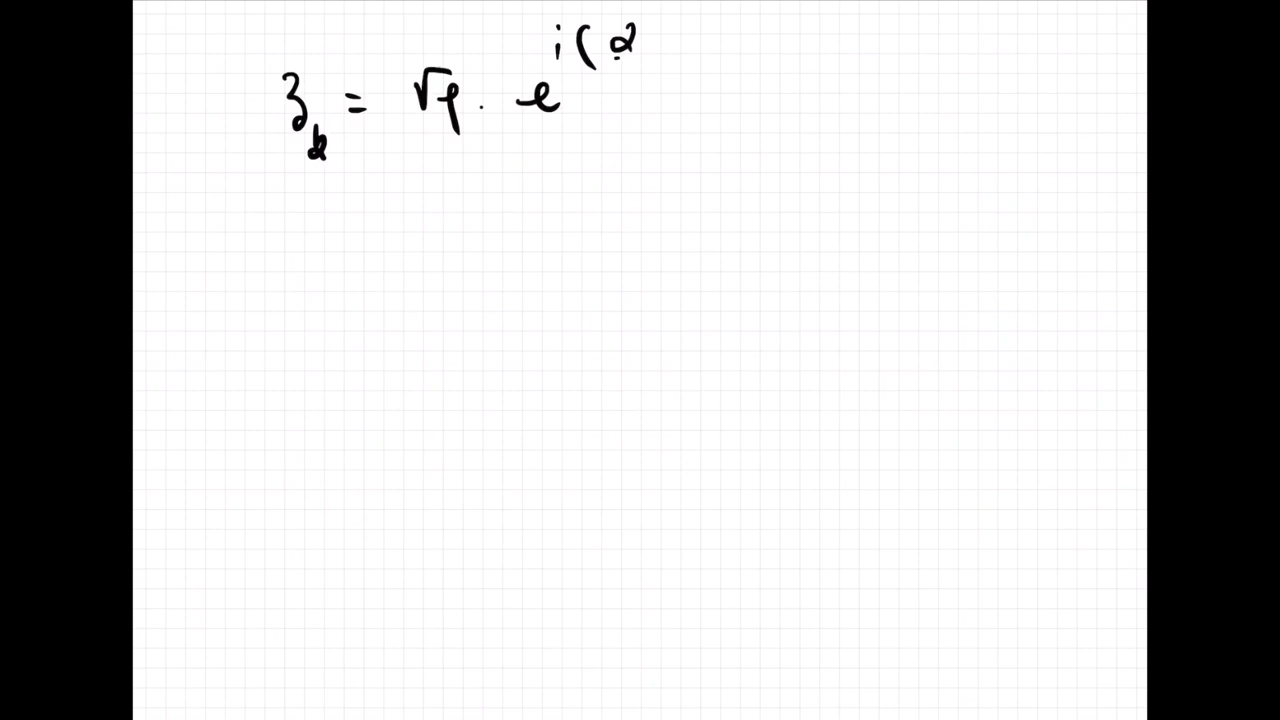 z_k = √ρ · e^{i(α